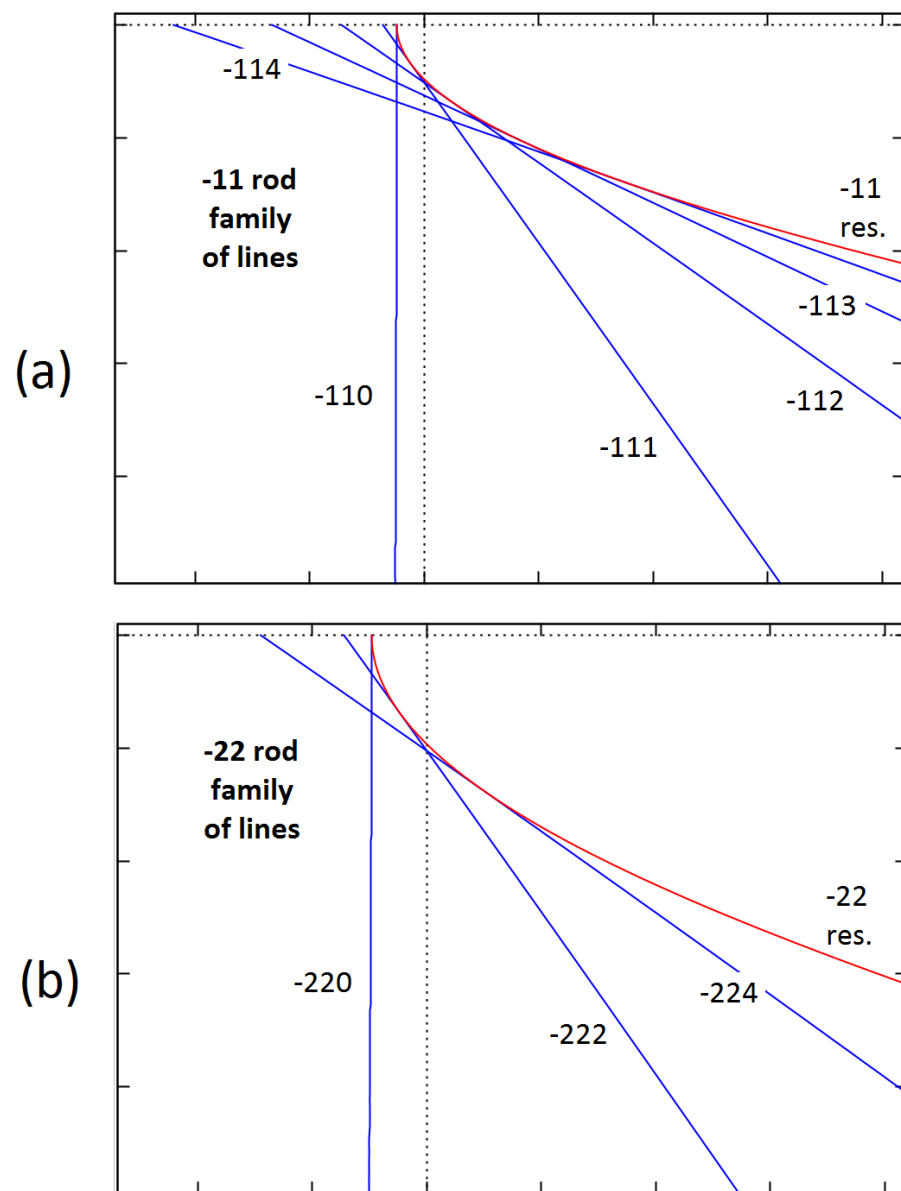 -114
-11 rod
family
of lines
-11
res.
-113
(a)
-110
-112
-111
-22 rod
family
of lines
-22
res.
(b)
-220
-224
-222